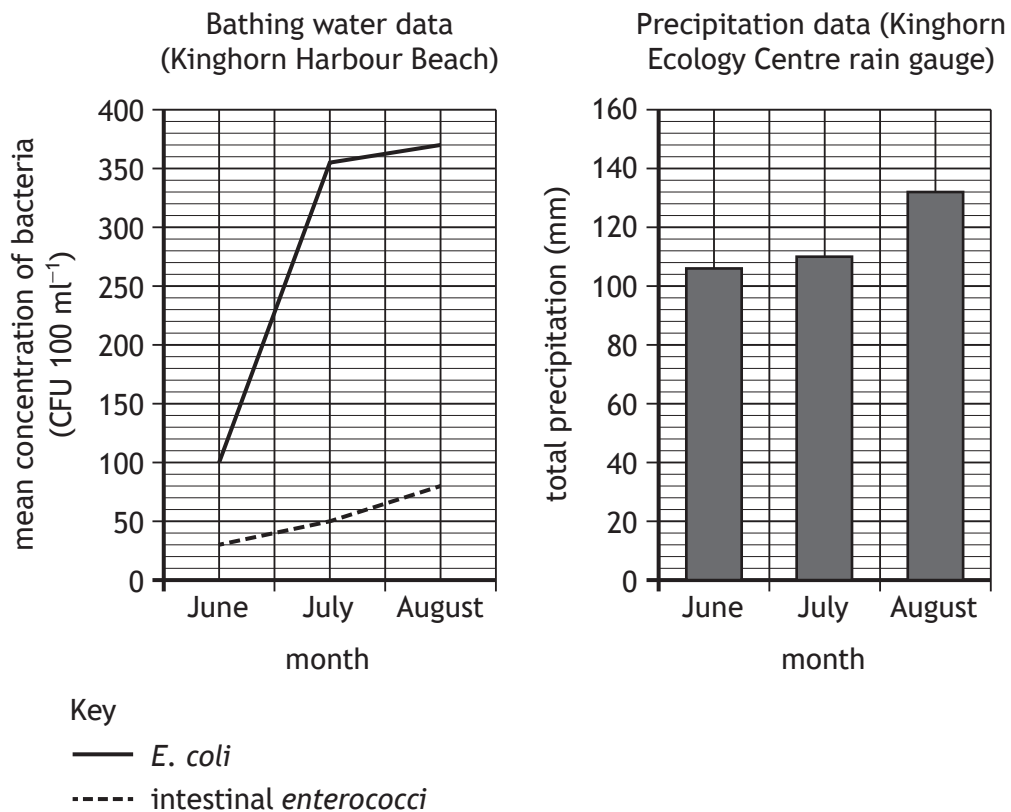 Bathing water data
(Kinghorn Harbour Beach)
mean concentration of bacteria
(CFU 100 ml⁻¹)
400
350
300
250
200
150
100
50
0
June July August
month
Precipitation data (Kinghorn
Ecology Centre rain gauge)
total precipitation (mm)
160
140
120
100
80
60
40
20
0
June July August
month
Key
E. coli
intestinal enterococci